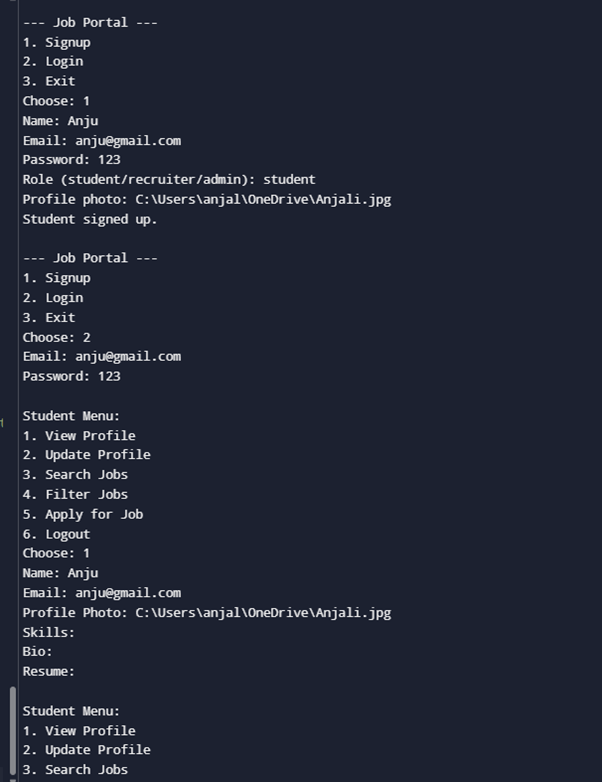 --- Job Portal ---
1. Signup
2. Login
3. Exit
Choose: 1
Name: Anju
Email: anju@gmail.com
Password: 123
Role (student/recruiter/admin): student
Profile photo: C:\Users\anjal\OneDrive\Anjali.jpg
Student signed up.
--- Job Portal ---
1. Signup
2. Login
3. Exit
Choose: 2
Email: anju@gmail.com
Password: 123
Student Menu:
1. View Profile
2. Update Profile
3. Search Jobs
4. Filter Jobs
5. Apply for Job
6. Logout
Choose: 1
Name: Anju
Email: anju@gmail.com
Profile Photo: C:\Users\anjal\OneDrive\Anjali.jpg
Skills:
Bio:
Resume:
Student Menu:
1. View Profile
2. Update Profile
3. Search Jobs